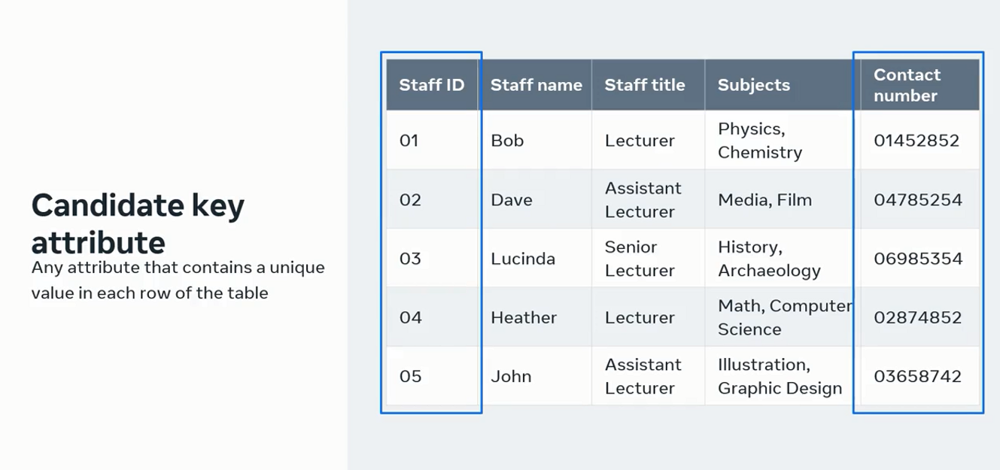 Candidate key
attribute
Any attribute that contains a unique
value in each row of the table
Staff ID Staff name Staff title Subjects Contact number
01 Bob Lecturer Physics, Chemistry 01452852
02 Dave Assistant Lecturer Media, Film 04785254
03 Lucinda Senior Lecturer History, Archaeology 06985354
04 Heather Lecturer Math, Computer Science 02874852
05 John Assistant Lecturer Illustration, Graphic Design 03658742